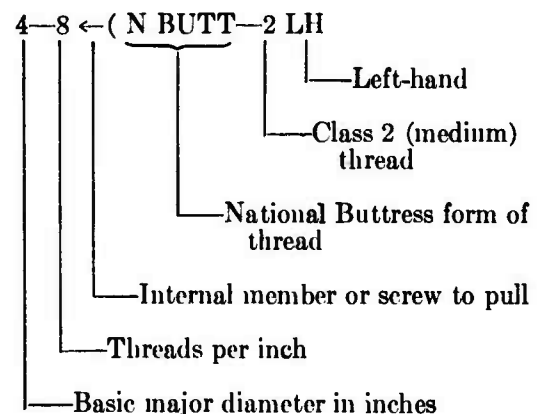 4—8 ←( N BUTT—2 LH
Left-hand
Class 2 (medium)
thread
National Buttress form of
thread
Internal member or screw to pull
Threads per inch
Basic major diameter in inches